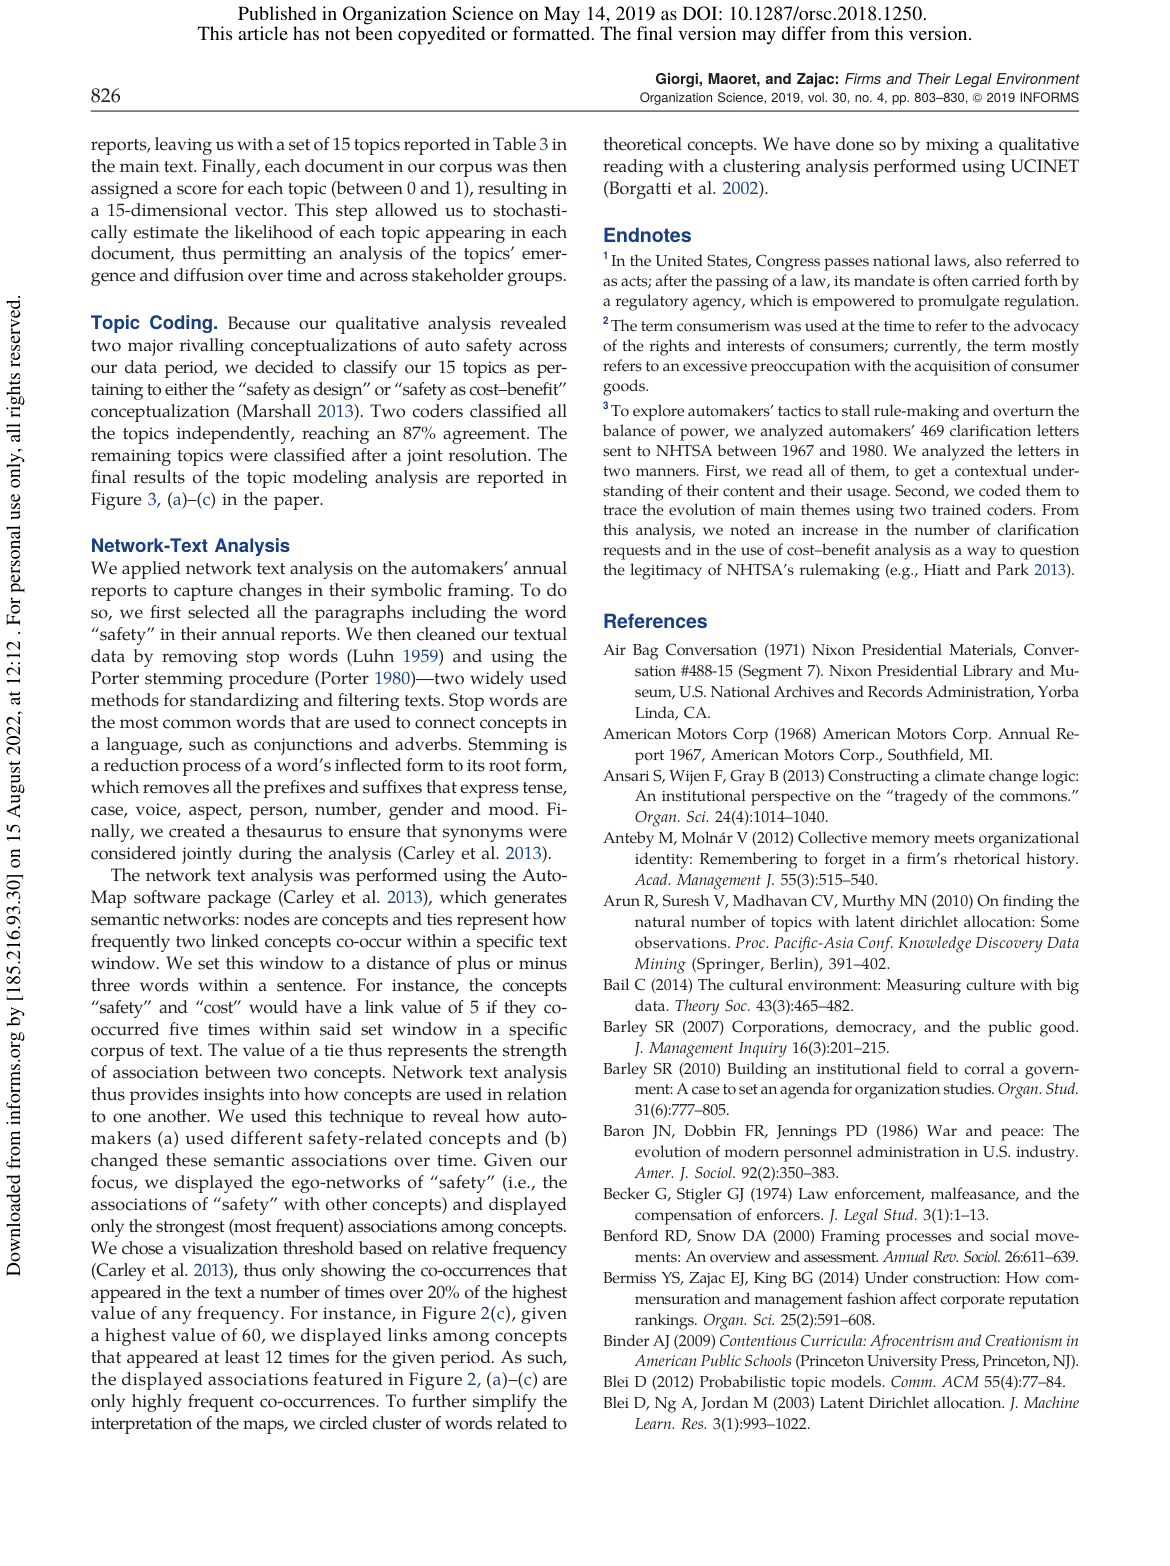 Published in Organization Science on May 14, 2019 as DOI: 10.1287/orsc.2018.1250.
This article has not been copyedited or formatted. The final version may differ from this version.
Giorgi, Maoret, and Zajac: Firms and Their Legal Environment
826
Organization Science, 2019, vol. 30, no. 4, pp. 803–830, © 2019 INFORMS
reports, leaving us with a set of 15 topics reported in Table 3 in
the main text. Finally, each document in our corpus was then
assigned a score for each topic (between 0 and 1), resulting in
a 15-dimensional vector. This step allowed us to stochasti-
cally estimate the likelihood of each topic appearing in each
document, thus permitting an analysis of the topics’ emer-
gence and diffusion over time and across stakeholder groups.
Topic Coding. Because our qualitative analysis revealed
two major rivalling conceptualizations of auto safety across
our data period, we decided to classify our 15 topics as per-
taining to either the “safety as design” or “safety as cost–benefit”
conceptualization (Marshall 2013). Two coders classified all
the topics independently, reaching an 87% agreement. The
remaining topics were classified after a joint resolution. The
final results of the topic modeling analysis are reported in
Figure 3, (a)–(c) in the paper.
Network-Text Analysis
We applied network text analysis on the automakers’ annual
reports to capture changes in their symbolic framing. To do
so, we first selected all the paragraphs including the word
“safety” in their annual reports. We then cleaned our textual
data by removing stop words (Luhn 1959) and using the
Porter stemming procedure (Porter 1980)—two widely used
methods for standardizing and filtering texts. Stop words are
the most common words that are used to connect concepts in
a language, such as conjunctions and adverbs. Stemming is
a reduction process of a word’s inflected form to its root form,
which removes all the prefixes and suffixes that express tense,
case, voice, aspect, person, number, gender and mood. Fi-
nally, we created a thesaurus to ensure that synonyms were
considered jointly during the analysis (Carley et al. 2013).
The network text analysis was performed using the Auto-
Map software package (Carley et al. 2013), which generates
semantic networks: nodes are concepts and ties represent how
frequently two linked concepts co-occur within a specific text
window. We set this window to a distance of plus or minus
three words within a sentence. For instance, the concepts
“safety” and “cost” would have a link value of 5 if they co-
occurred five times within said set window in a specific
corpus of text. The value of a tie thus represents the strength
of association between two concepts. Network text analysis
thus provides insights into how concepts are used in relation
to one another. We used this technique to reveal how auto-
makers (a) used different safety-related concepts and (b)
changed these semantic associations over time. Given our
focus, we displayed the ego-networks of “safety” (i.e., the
associations of “safety” with other concepts) and displayed
only the strongest (most frequent) associations among concepts.
We chose a visualization threshold based on relative frequency
(Carley et al. 2013), thus only showing the co-occurrences that
appeared in the text a number of times over 20% of the highest
value of any frequency. For instance, in Figure 2(c), given
a highest value of 60, we displayed links among concepts
that appeared at least 12 times for the given period. As such,
the displayed associations featured in Figure 2, (a)–(c) are
only highly frequent co-occurrences. To further simplify the
interpretation of the maps, we circled cluster of words related to
theoretical concepts. We have done so by mixing a qualitative
reading with a clustering analysis performed using UCINET
(Borgatti et al. 2002).
Endnotes
1 In the United States, Congress passes national laws, also referred to
as acts; after the passing of a law, its mandate is often carried forth by
a regulatory agency, which is empowered to promulgate regulation.
2 The term consumerism was used at the time to refer to the advocacy
of the rights and interests of consumers; currently, the term mostly
refers to an excessive preoccupation with the acquisition of consumer
goods.
3 To explore automakers’ tactics to stall rule-making and overturn the
balance of power, we analyzed automakers’ 469 clarification letters
sent to NHTSA between 1967 and 1980. We analyzed the letters in
two manners. First, we read all of them, to get a contextual under-
standing of their content and their usage. Second, we coded them to
trace the evolution of main themes using two trained coders. From
this analysis, we noted an increase in the number of clarification
requests and in the use of cost–benefit analysis as a way to question
the legitimacy of NHTSA’s rulemaking (e.g., Hiatt and Park 2013).
References
Air Bag Conversation (1971) Nixon Presidential Materials, Conver-
sation #488-15 (Segment 7). Nixon Presidential Library and Mu-
seum, U.S. National Archives and Records Administration, Yorba
Linda, CA.
American Motors Corp (1968) American Motors Corp. Annual Re-
port 1967, American Motors Corp., Southfield, MI.
Ansari S, Wijen F, Gray B (2013) Constructing a climate change logic:
An institutional perspective on the “tragedy of the commons.”
Organ. Sci. 24(4):1014–1040.
Anteby M, Molnár V (2012) Collective memory meets organizational
identity: Remembering to forget in a firm’s rhetorical history.
Acad. Management J. 55(3):515–540.
Arun R, Suresh V, Madhavan CV, Murthy MN (2010) On finding the
natural number of topics with latent dirichlet allocation: Some
observations. Proc. Pacific-Asia Conf. Knowledge Discovery Data
Mining (Springer, Berlin), 391–402.
Bail C (2014) The cultural environment: Measuring culture with big
data. Theory Soc. 43(3):465–482.
Barley SR (2007) Corporations, democracy, and the public good.
J. Management Inquiry 16(3):201–215.
Barley SR (2010) Building an institutional field to corral a govern-
ment: A case to set an agenda for organization studies. Organ. Stud.
31(6):777–805.
Baron JN, Dobbin FR, Jennings PD (1986) War and peace: The
evolution of modern personnel administration in U.S. industry.
Amer. J. Sociol. 92(2):350–383.
Becker G, Stigler GJ (1974) Law enforcement, malfeasance, and the
compensation of enforcers. J. Legal Stud. 3(1):1–13.
Benford RD, Snow DA (2000) Framing processes and social move-
ments: An overview and assessment. Annual Rev. Sociol. 26:611–639.
Bermiss YS, Zajac EJ, King BG (2014) Under construction: How com-
mensuration and management fashion affect corporate reputation
rankings. Organ. Sci. 25(2):591–608.
Binder AJ (2009) Contentious Curricula: Afrocentrism and Creationism in
American Public Schools (Princeton University Press, Princeton, NJ).
Blei D (2012) Probabilistic topic models. Comm. ACM 55(4):77–84.
Blei D, Ng A, Jordan M (2003) Latent Dirichlet allocation. J. Machine
Learn. Res. 3(1):993–1022.
Downloaded from informs.org by [185.216.93.30] on 15 August 2022, at 12:12 . For personal use only, all rights reserved.